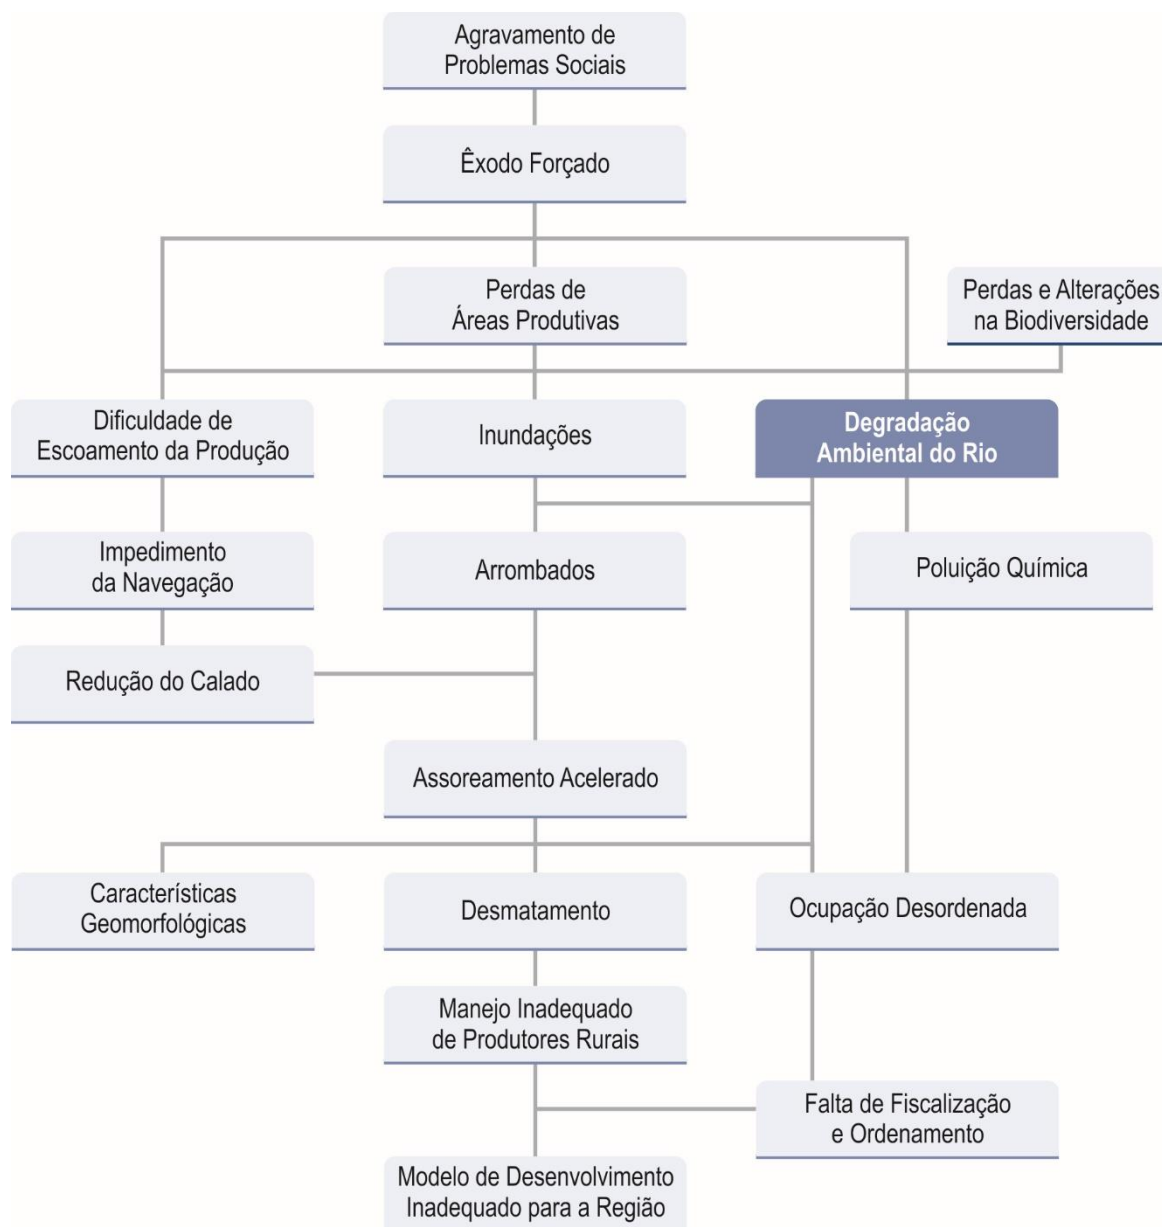 Agravamento de
Problemas Sociais
Êxodo Forçado
Perdas de
Áreas Produtivas
Perdas e Alterações
na Biodiversidade
Dificuldade de
Escoamento da Produção
Inundações
Degradação
Ambiental do Rio
Impedimento
da Navegação
Arrombados
Poluição Química
Redução do Calado
Assoreamento Acelerado
Características
Geomorfológicas
Desmatamento
Ocupação Desordenada
Manejo Inadequado
de Produtores Rurais
Falta de Fiscalização
e Ordenamento
Modelo de Desenvolvimento
Inadequado para a Região